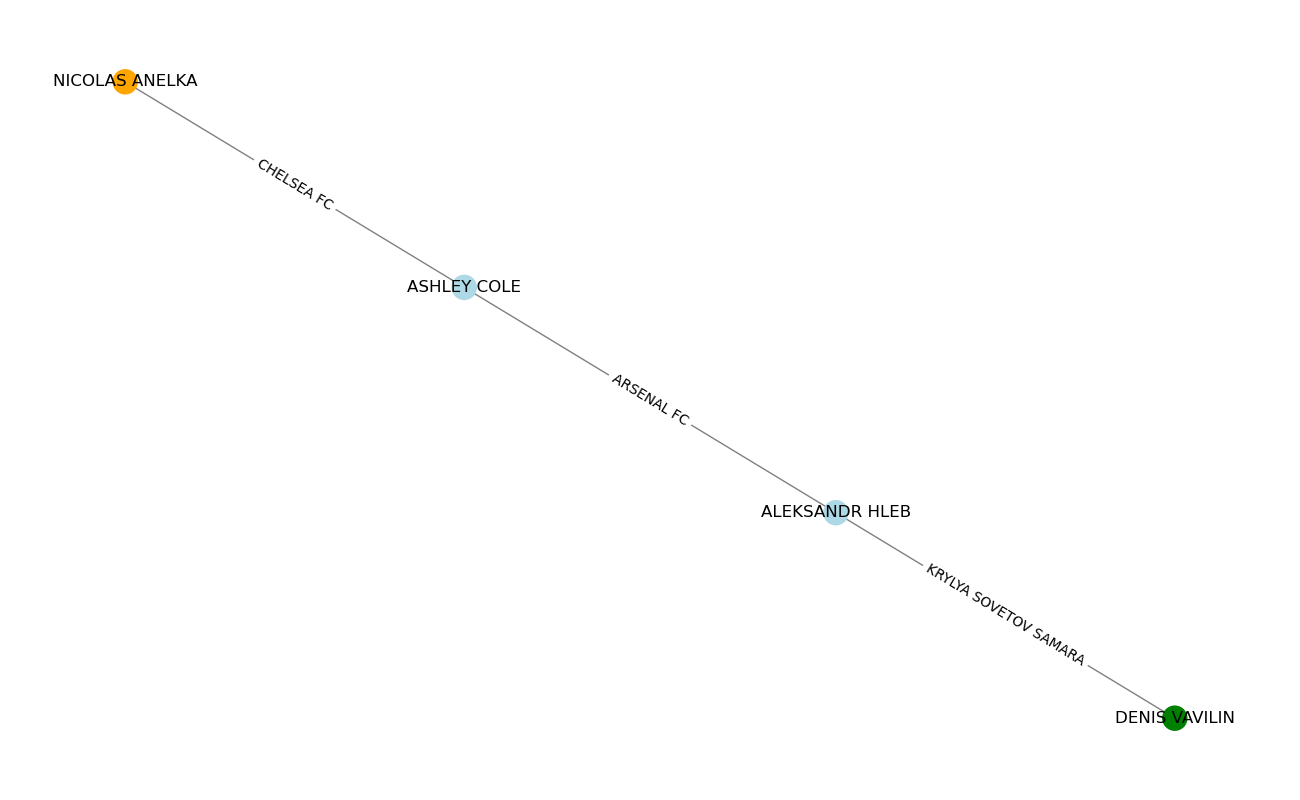 NICOLAS ANELKA
CHELSEA FC
ASHLEY COLE
ARSENAL FC
ALEKSANDR HLEB
KRYLYA SOVETOV SAMARA
DENIS VAVILIN